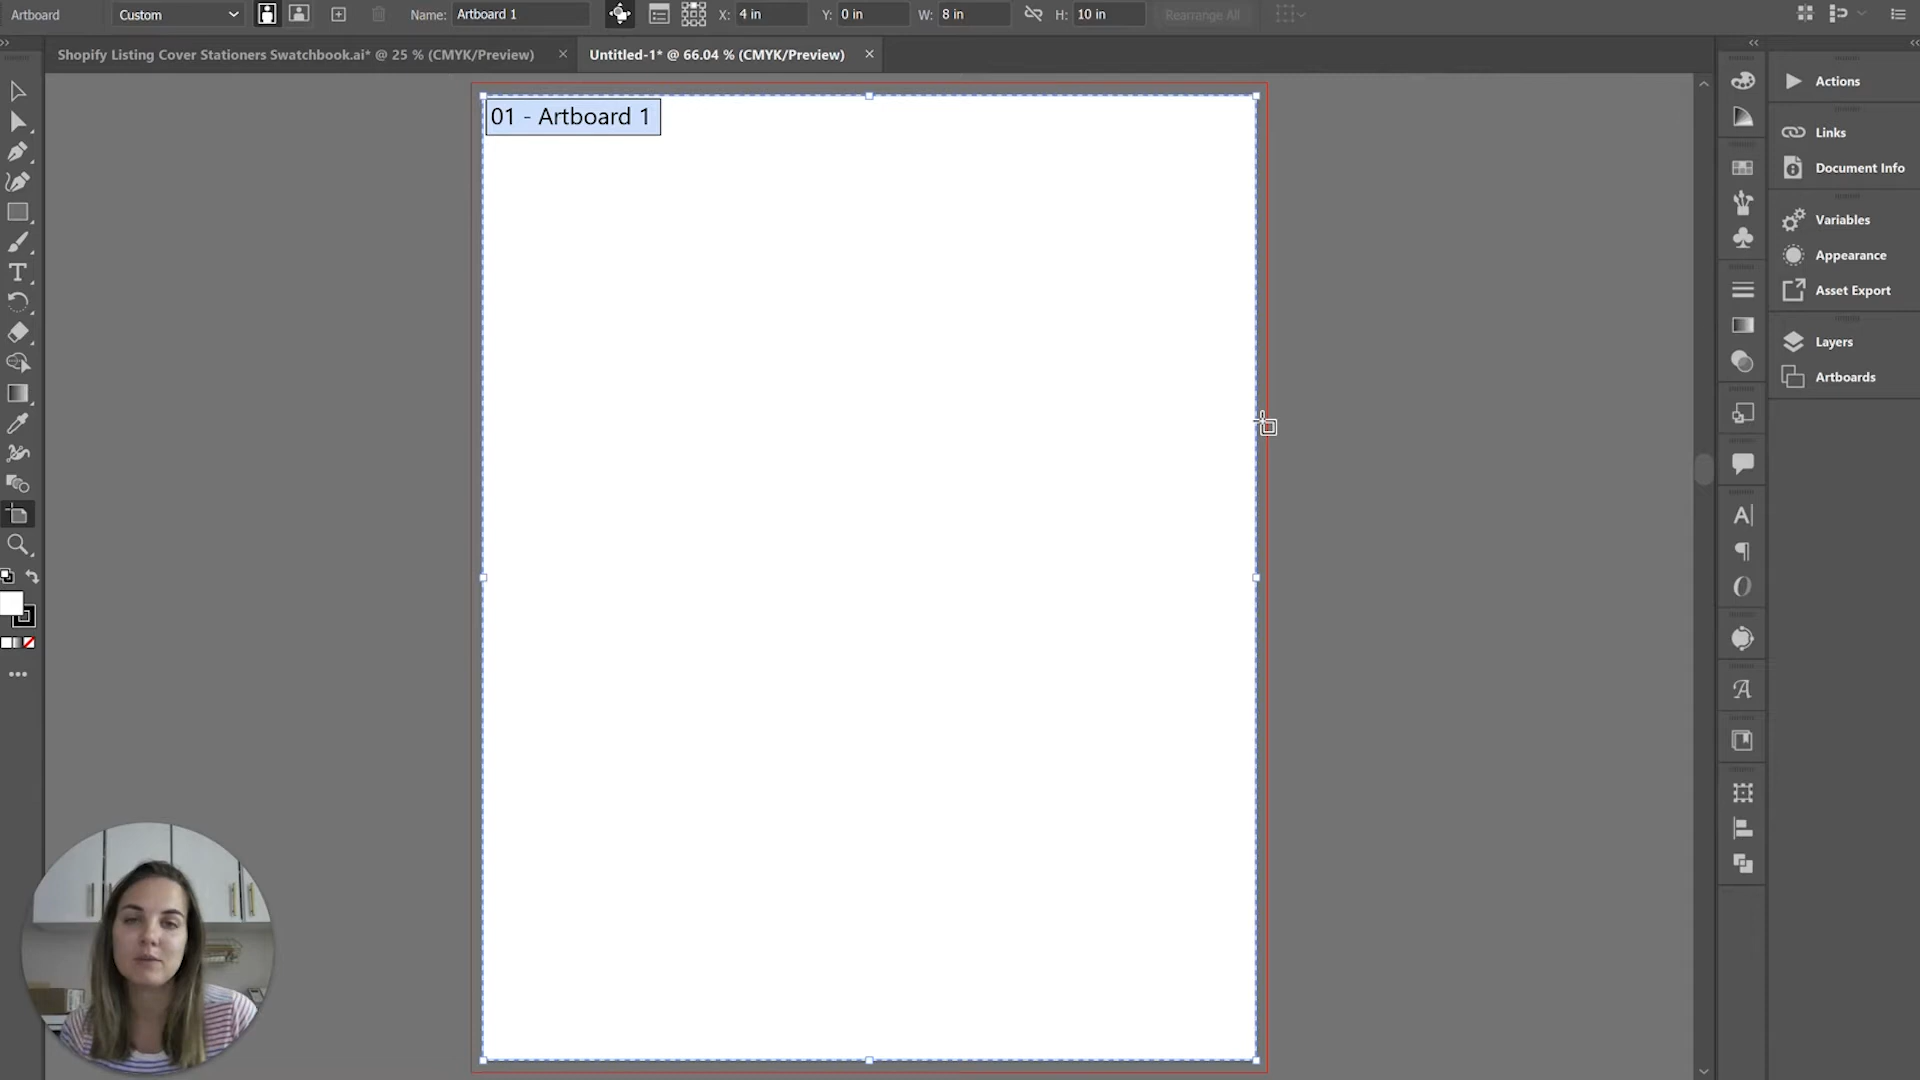 Artboard
Custom
Name: Artboard 1
X: 4 in
Y: 0 in
W: 8 in
H: 10 in
Rearrange All
Shopify Listing Cover Stationers Swatchbook.ai* @ 25 % (CMYK/Preview)
Untitled-1* @ 66.04 % (CMYK/Preview)
01 - Artboard 1
Actions
Links
Document Info
Variables
Appearance
Asset Export
Layers
Artboards